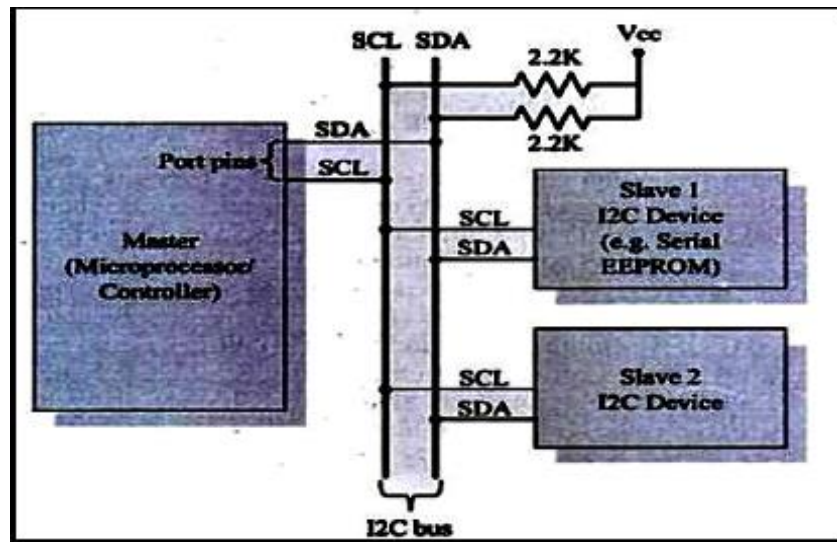 SCL SDA
Vcc
2.2K
2.2K
SDA
Port pins
SCL
Master
(Microprocessor/
Controller)
SCL
SDA
Slave 1
I2C Device
(e.g. Serial
EEPROM)
SCL
SDA
Slave 2
I2C Device
I2C bus